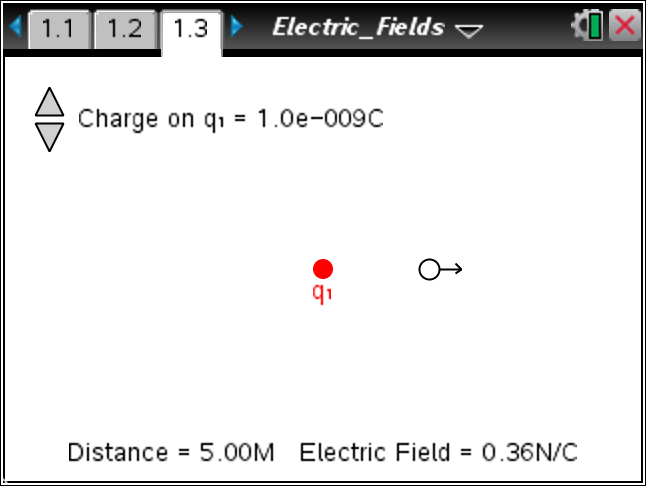 1.1 1.2 1.3 Electric_Fields
Charge on q₁ = 1.0e−009C
q₁
Distance = 5.00M Electric Field = 0.36N/C